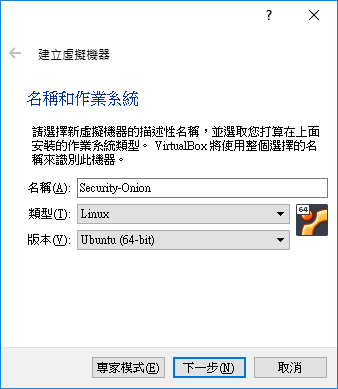 ?
建立虛擬機器
名稱和作業系統
請選擇新虛擬機器的描述性名稱，並選取您打算在上面
安裝的作業系統類型。VirtualBox 將使用整個選擇的名
稱來識別此機器。
名稱(A): Security-Onion
類型(T): Linux
64
版本(V): Ubuntu (64-bit)
專家模式(E) 下一步(N) 取消